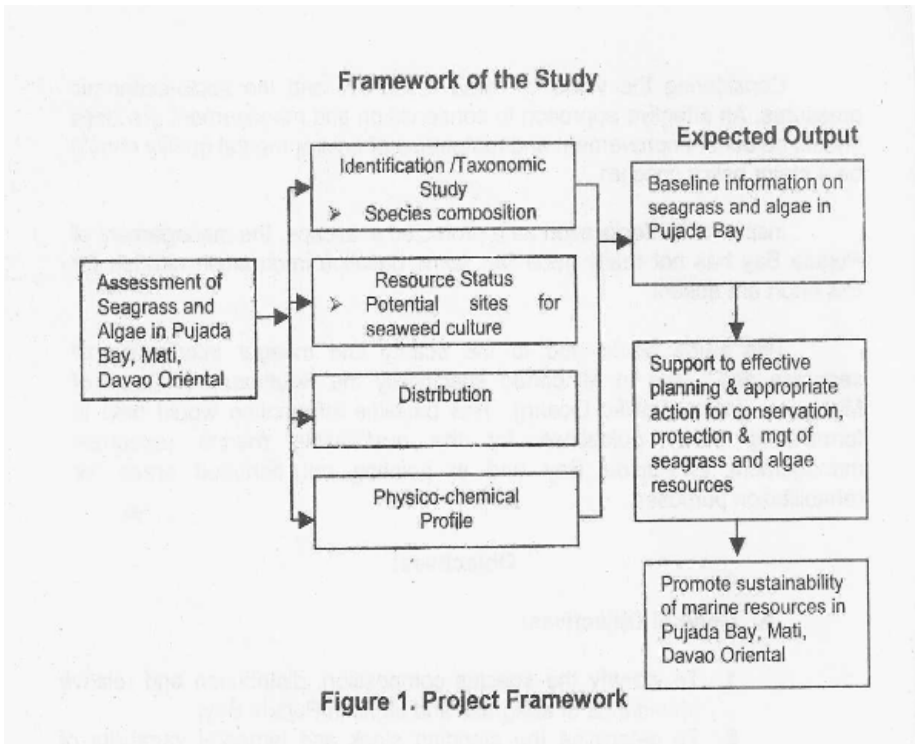 Framework of the Study
Expected Output
Assessment of
Seagrass and
Algae in Pujada
Bay, Mati,
Davao Oriental
Identification /Taxonomic
Study
➢ Species composition
Resource Status
➢ Potential sites for
seaweed culture
Distribution
Physico-chemical
Profile
Baseline information on
seagrass and algae in
Pujada Bay
Support to effective
planning & appropriate
action for conservation,
protection & mgt of
seagrass and algae
resources
Promote sustainability
of marine resources in
Pujada Bay, Mati,
Davao Oriental
Figure 1. Project Framework